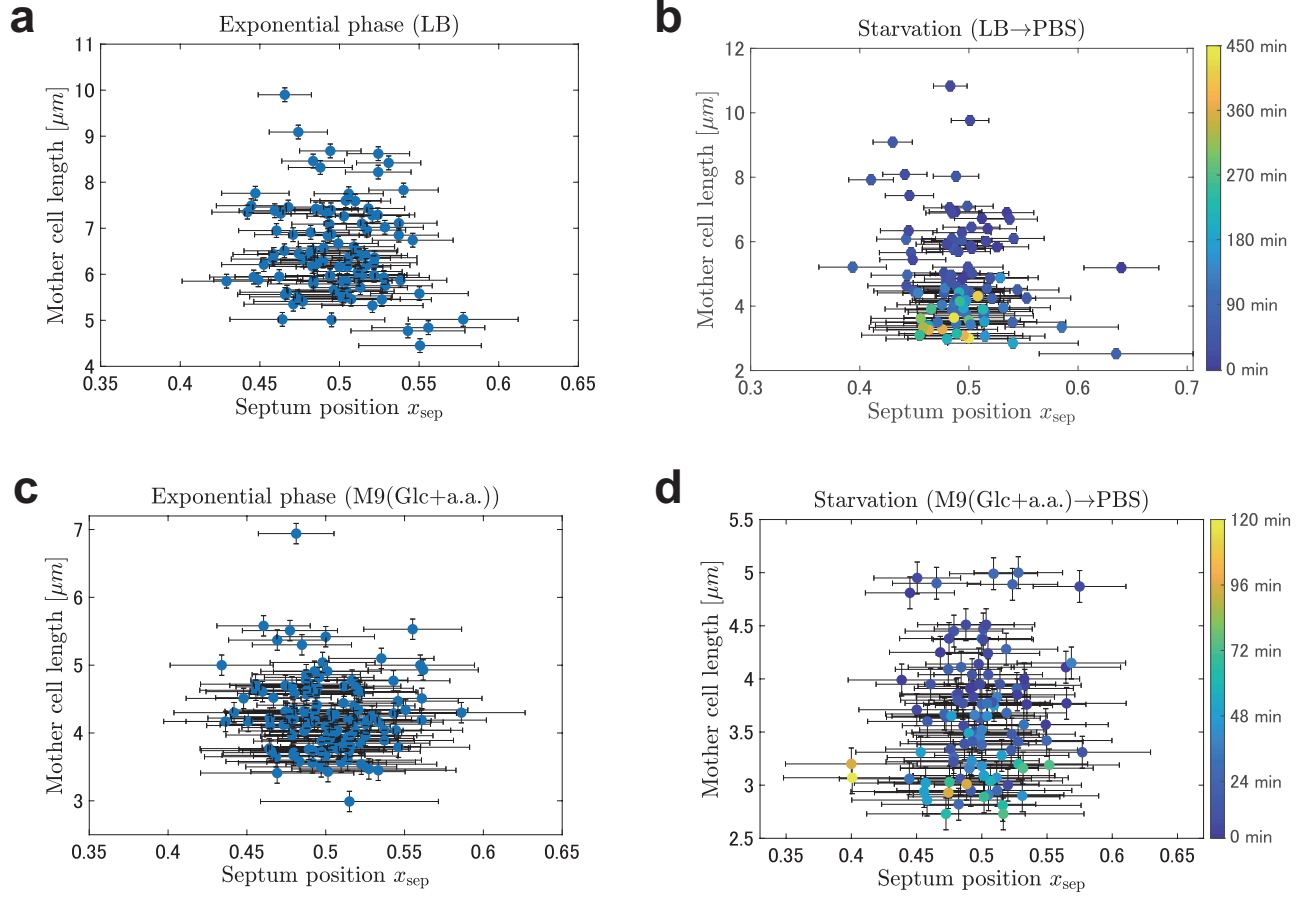 a
Exponential phase (LB)
11
10
9
8
7
6
5
4
Mother cell length [μm]
0.35 0.4 0.45 0.5 0.55 0.6 0.65
Septum position x_sep
b
Starvation (LB→PBS)
12
10
8
6
4
2
Mother cell length [μm]
0.3 0.4 0.5 0.6 0.7
Septum position x_sep
450 min
360 min
270 min
180 min
90 min
0 min
c
Exponential phase (M9(Glc+a.a.))
7
6
5
4
3
Mother cell length [μm]
0.35 0.4 0.45 0.5 0.55 0.6 0.65
Septum position x_sep
d
Starvation (M9(Glc+a.a.)→PBS)
5.5
5
4.5
4
3.5
3
2.5
Mother cell length [μm]
0.35 0.4 0.45 0.5 0.55 0.6 0.65
Septum position x_sep
120 min
96 min
72 min
48 min
24 min
0 min